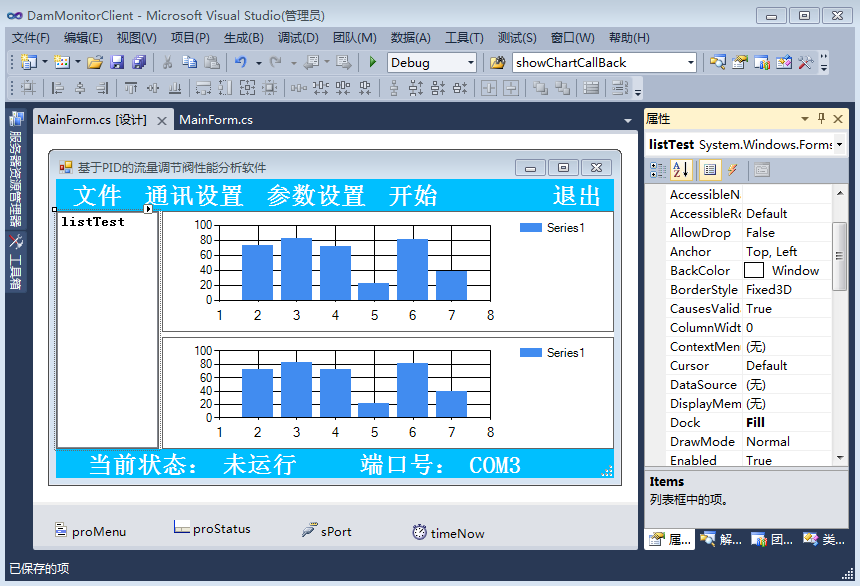 DamMonitorClient - Microsoft Visual Studio(管理员)
文件(F) 编辑(E) 视图(V) 项目(P) 生成(B) 调试(D) 团队(M) 数据(A) 工具(T) 测试(S) 窗口(W) 帮助(H)
Debug showChartCallBack
服务器资源管理器
工具箱
MainForm.cs [设计] MainForm.cs
基于PID的流量调节阀性能分析软件
文件 通讯设置 参数设置 开始 退出
listTest
100
80
60
40
20
0
1 2 3 4 5 6 7 8
Series1
100
80
60
40
20
0
1 2 3 4 5 6 7 8
Series1
当前状态： 未运行 端口号： COM3
proMenu proStatus sPort timeNow
属性
listTest System.Windows.Forms
AccessibleN
AccessibleRo Default
AllowDrop False
Anchor Top, Left
BackColor Window
BorderStyle Fixed3D
CausesValid True
ColumnWidt 0
ContextMen (无)
Cursor Default
DataSource (无)
DisplayMem (无)
Dock Fill
DrawMode Normal
Enabled True
Items
列表框中的项。
属... 解... 团... 类...
已保存的项